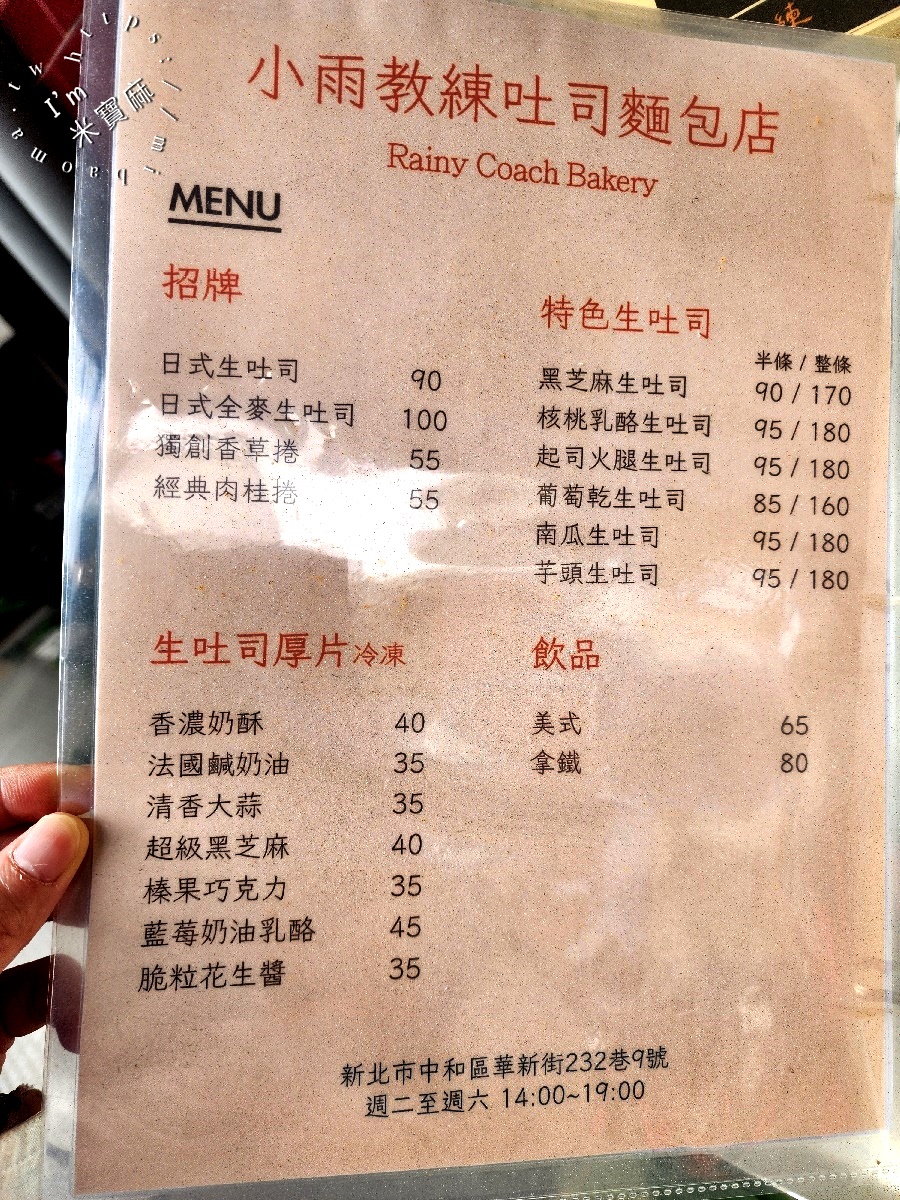 I'm
米寶麻
小雨教練吐司麵包店
Rainy Coach Bakery
MENU
招牌
日式生吐司 90
日式全麥生吐司 100
獨創香草捲 55
經典肉桂捲 55
特色生吐司
半條 / 整條
黑芝麻生吐司 90 / 170
核桃乳酪生吐司 95 / 180
起司火腿生吐司 95 / 180
葡萄乾生吐司 85 / 160
南瓜生吐司 95 / 180
芋頭生吐司 95 / 180
生吐司厚片冷凍
香濃奶酥 40
法國鹹奶油 35
清香大蒜 35
超級黑芝麻 40
榛果巧克力 35
藍莓奶油乳酪 45
脆粒花生醬 35
飲品
美式 65
拿鐵 80
新北市中和區華新街232巷9號
週二至週六 14:00~19:00